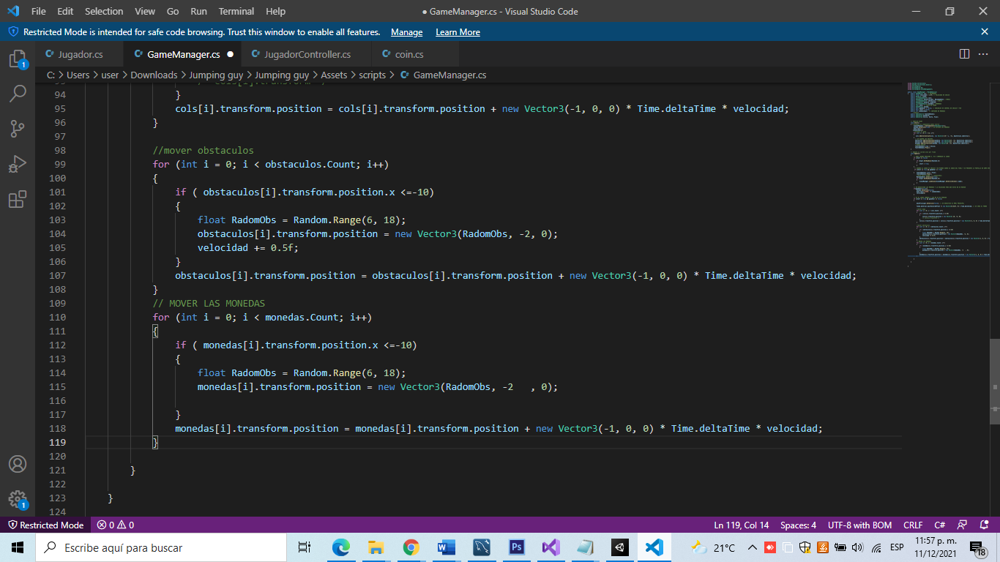 File Edit Selection View Go Run Terminal Help ● GameManager.cs - Visual Studio Code
Restricted Mode is intended for safe code browsing. Trust this window to enable all features. Manage Learn More
Jugador.cs GameManager.cs JugadorController.cs coin.cs
C: > Users > user > Downloads > Jumping guy > Jumping guy > Assets > scripts > GameManager.cs
94 }
95 cols[i].transform.position = cols[i].transform.position + new Vector3(-1, 0, 0) * Time.deltaTime * velocidad;
96 }
97
98 //mover obstaculos
99 for (int i = 0; i < obstaculos.Count; i++)
100 {
101 if ( obstaculos[i].transform.position.x <=-10)
102 {
103 float RadomObs = Random.Range(6, 18);
104 obstaculos[i].transform.position = new Vector3(RadomObs, -2, 0);
105 velocidad += 0.5f;
106 }
107 obstaculos[i].transform.position = obstaculos[i].transform.position + new Vector3(-1, 0, 0) * Time.deltaTime * velocidad;
108 }
109 // MOVER LAS MONEDAS
110 for (int i = 0; i < monedas.Count; i++)
111 {
112 if ( monedas[i].transform.position.x <=-10)
113 {
114 float RadomObs = Random.Range(6, 18);
115 monedas[i].transform.position = new Vector3(RadomObs, -2   , 0);
116
117 }
118 monedas[i].transform.position = monedas[i].transform.position + new Vector3(-1, 0, 0) * Time.deltaTime * velocidad;
119 }
120
121 }
122
123 }
124
Restricted Mode 0 0 Ln 119, Col 14 Spaces: 4 UTF-8 with BOM CRLF C#
Escribe aquí para buscar 21°C ESP 11:57 p. m.
11/12/2021 18